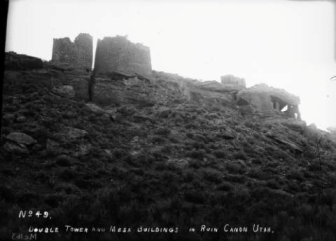 No 49.
Double Tower and Mesa Buildings in Ruin Canon Utah.